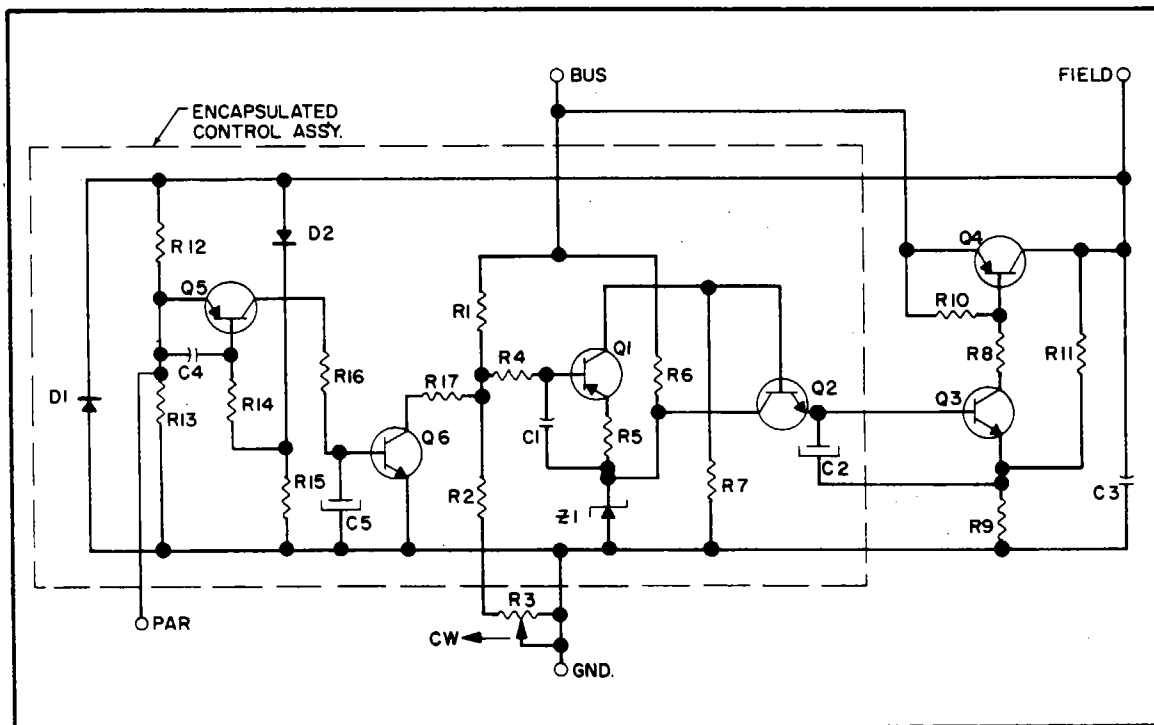 BUS
FIELD
ENCAPSULATED
CONTROL ASSY.
D2
Q4
R12
Q5
R10
R1
Q1
R4
R8
R11
C4
R6
R16
D1
R17
Q2
Q3
R13
R14
Q6
C1
R5
C2
R15
R2
R7
C3
C5
Z1
R9
R3
PAR
CW
GND.